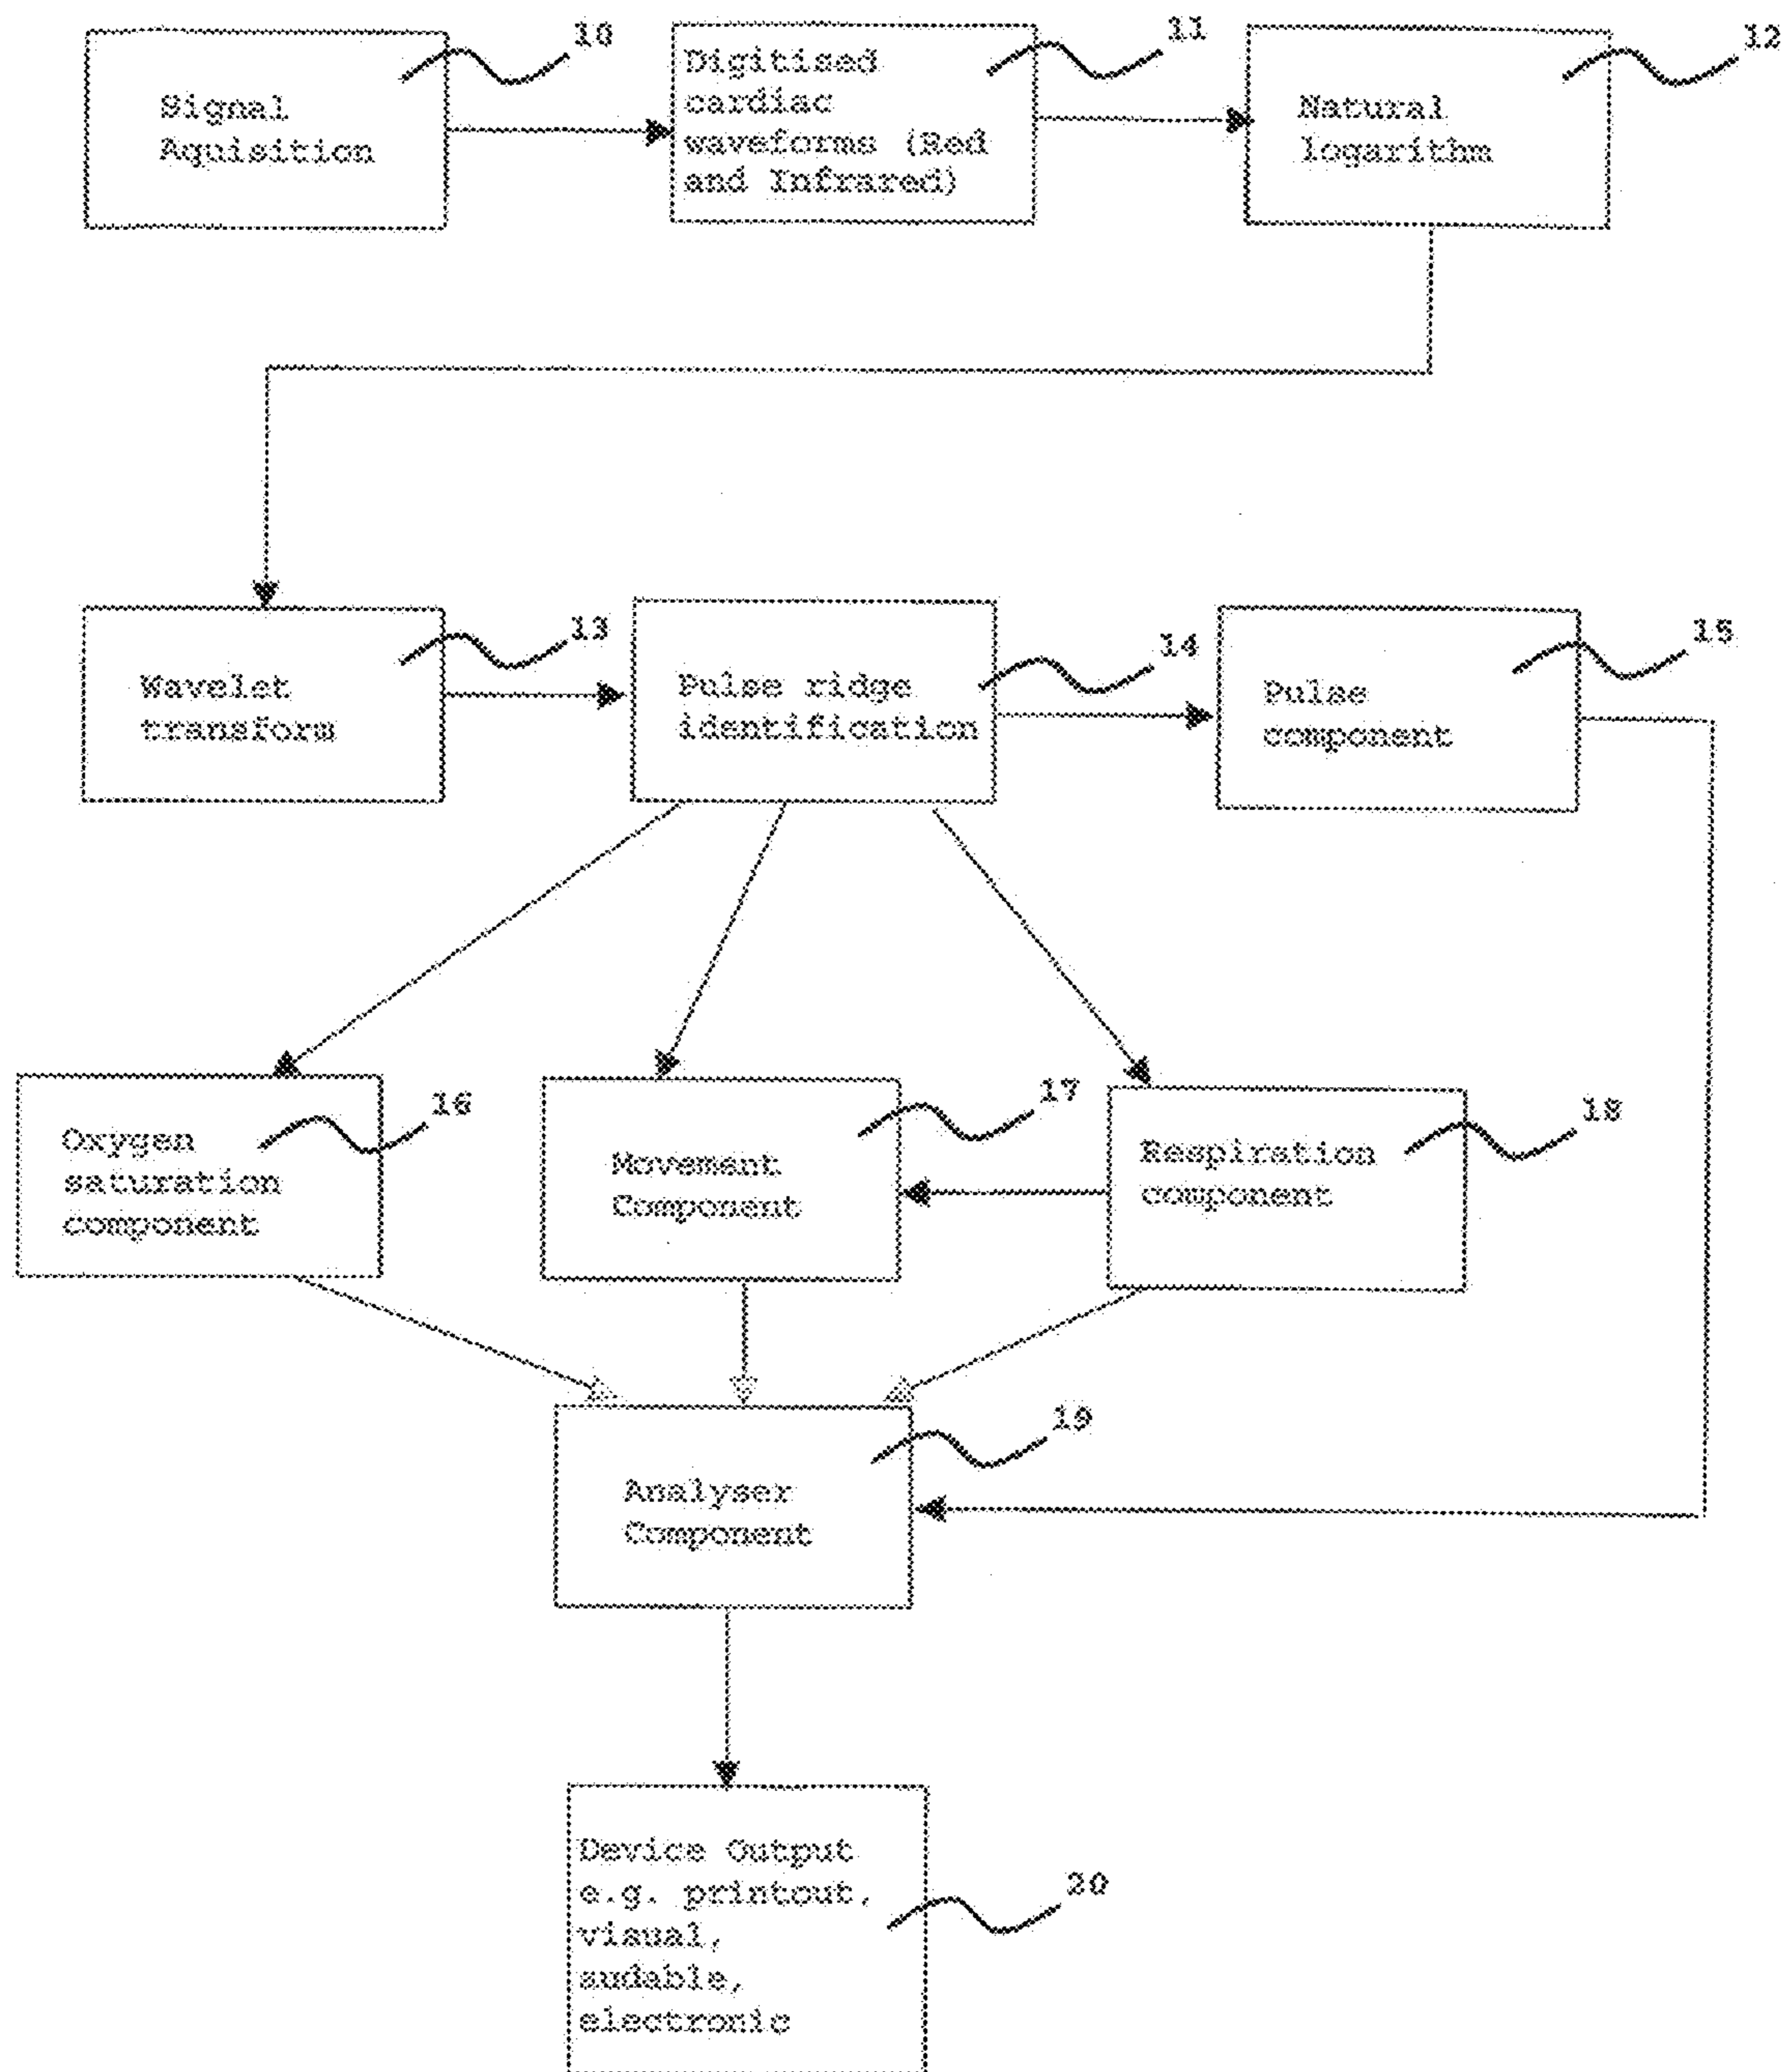 10
Signal
Aquisition
11
Digitised
cardiac
waveforms (Red
and Infrared)
12
Natural
logarithm
13
Wavelet
transform
14
Pulse ridge
identification
15
Pulse
component
16
Oxygen
saturation
component
17
Movement
Component
18
Respiration
component
19
Analyser
Component
20
Device Output
e.g. printout,
visual,
audable,
electronic